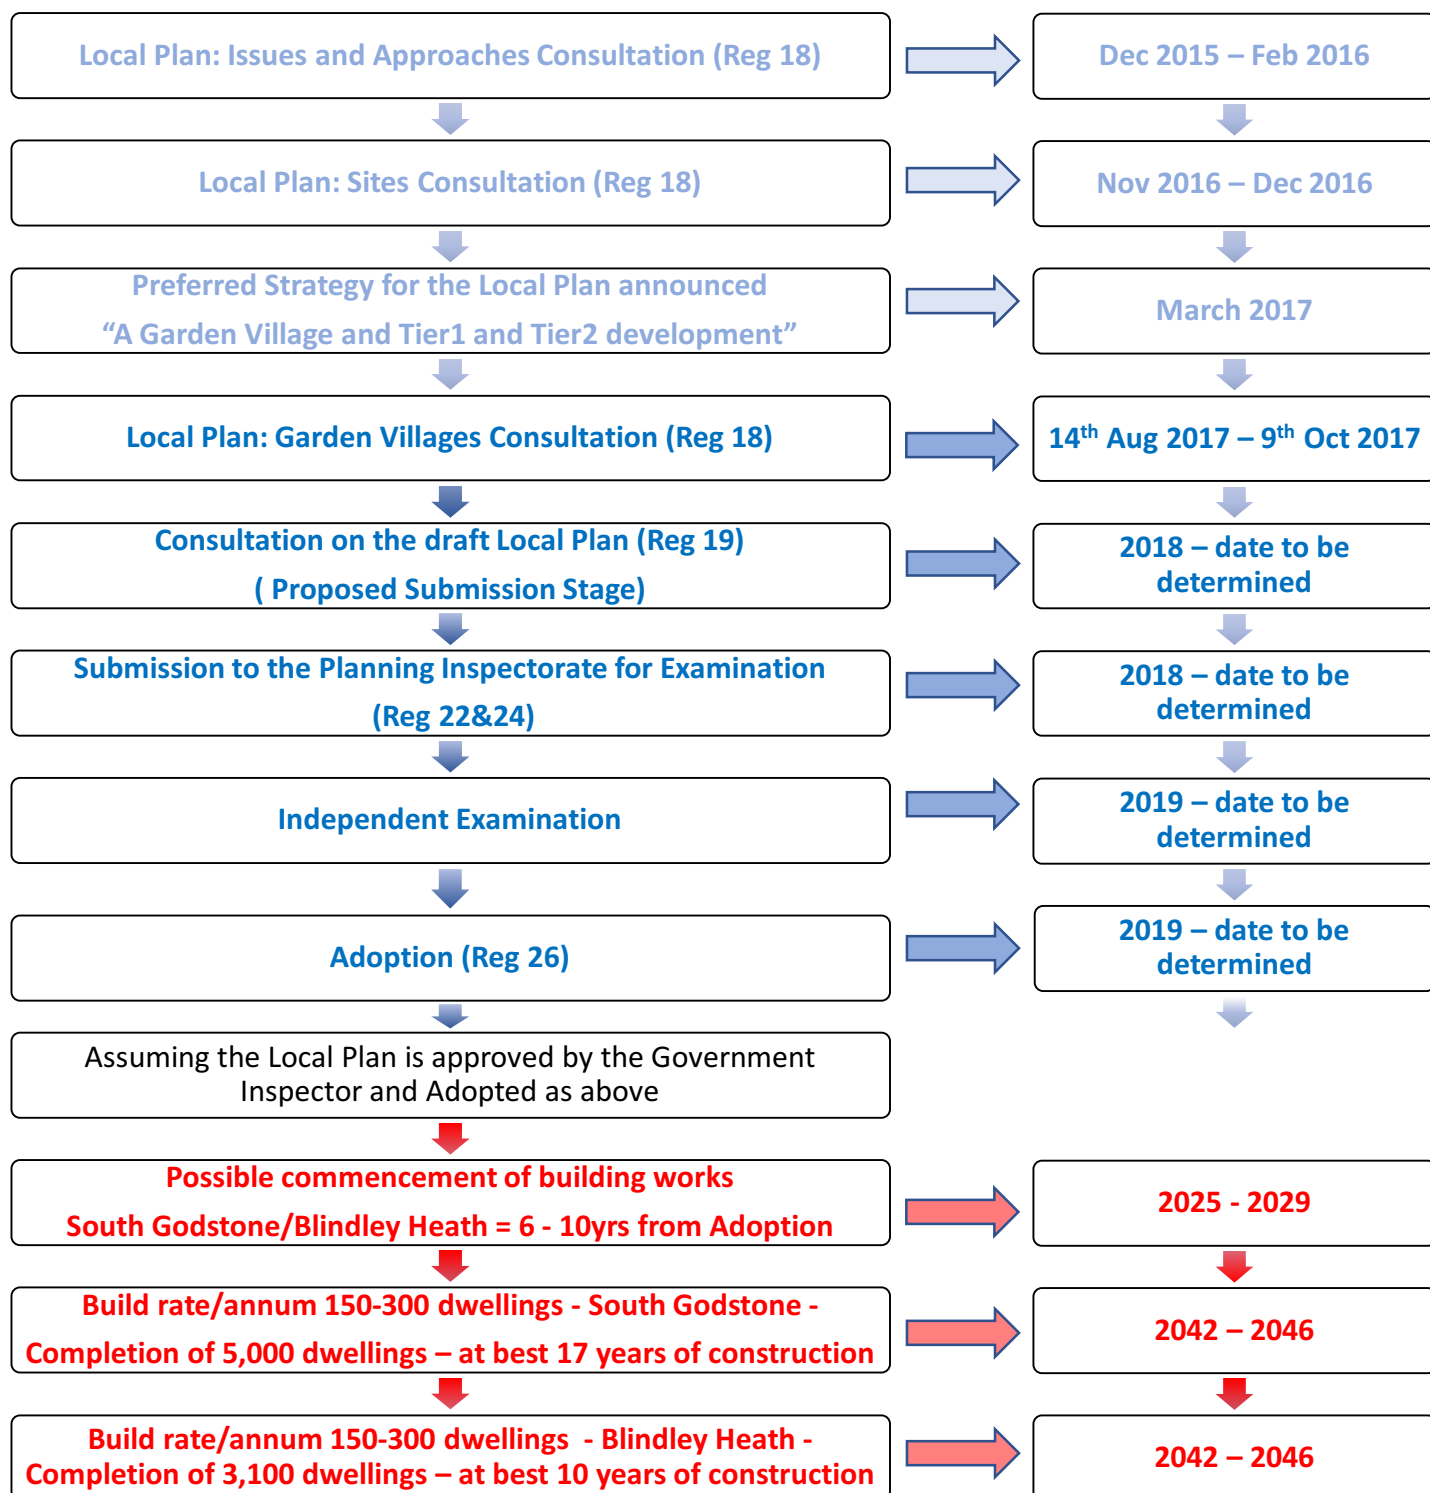 Local Plan: Issues and Approaches Consultation (Reg 18)
Dec 2015 – Feb 2016
Local Plan: Sites Consultation (Reg 18)
Nov 2016 – Dec 2016
Preferred Strategy for the Local Plan announced
“A Garden Village and Tier1 and Tier2 development”
March 2017
Local Plan: Garden Villages Consultation (Reg 18)
14th Aug 2017 – 9th Oct 2017
Consultation on the draft Local Plan (Reg 19)
( Proposed Submission Stage)
2018 – date to be
determined
Submission to the Planning Inspectorate for Examination
(Reg 22&24)
2018 – date to be
determined
Independent Examination
2019 – date to be
determined
Adoption (Reg 26)
2019 – date to be
determined
Assuming the Local Plan is approved by the Government
Inspector and Adopted as above
Possible commencement of building works
South Godstone/Blindley Heath = 6 - 10yrs from Adoption
2025 - 2029
Build rate/annum 150-300 dwellings - South Godstone -
Completion of 5,000 dwellings – at best 17 years of construction
2042 – 2046
Build rate/annum 150-300 dwellings  - Blindley Heath -
Completion of 3,100 dwellings – at best 10 years of construction
2042 – 2046